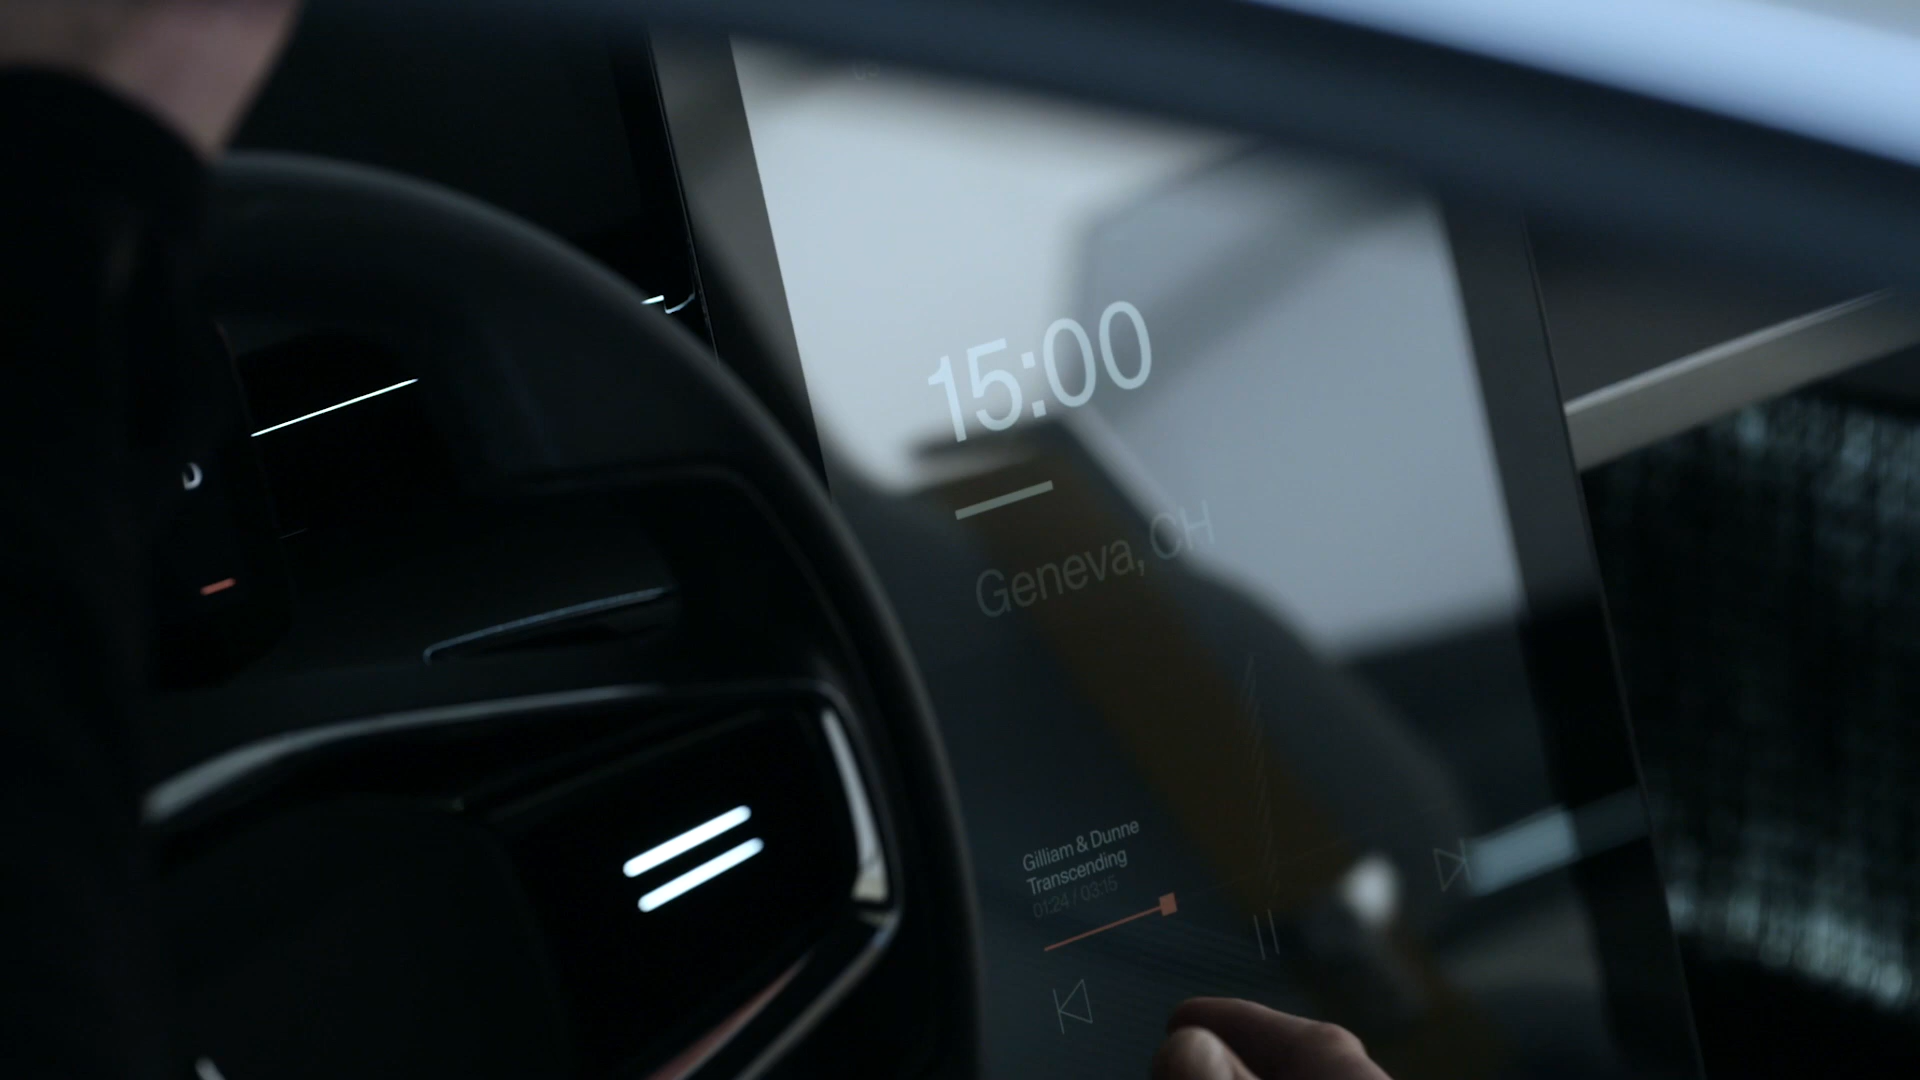 15:00
Geneva, CH
Gilliam & Dunne
Transcending
01:24 / 03:15